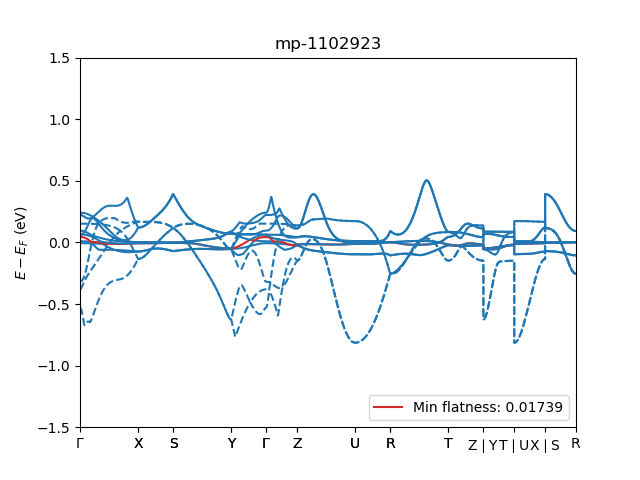 mp-1102923
E − E_F (eV)
1.5
1.0
0.5
0.0
−0.5
−1.0
−1.5
Min flatness: 0.01739
Γ X S Y Γ Z U R T Z|Y T|U X|S R